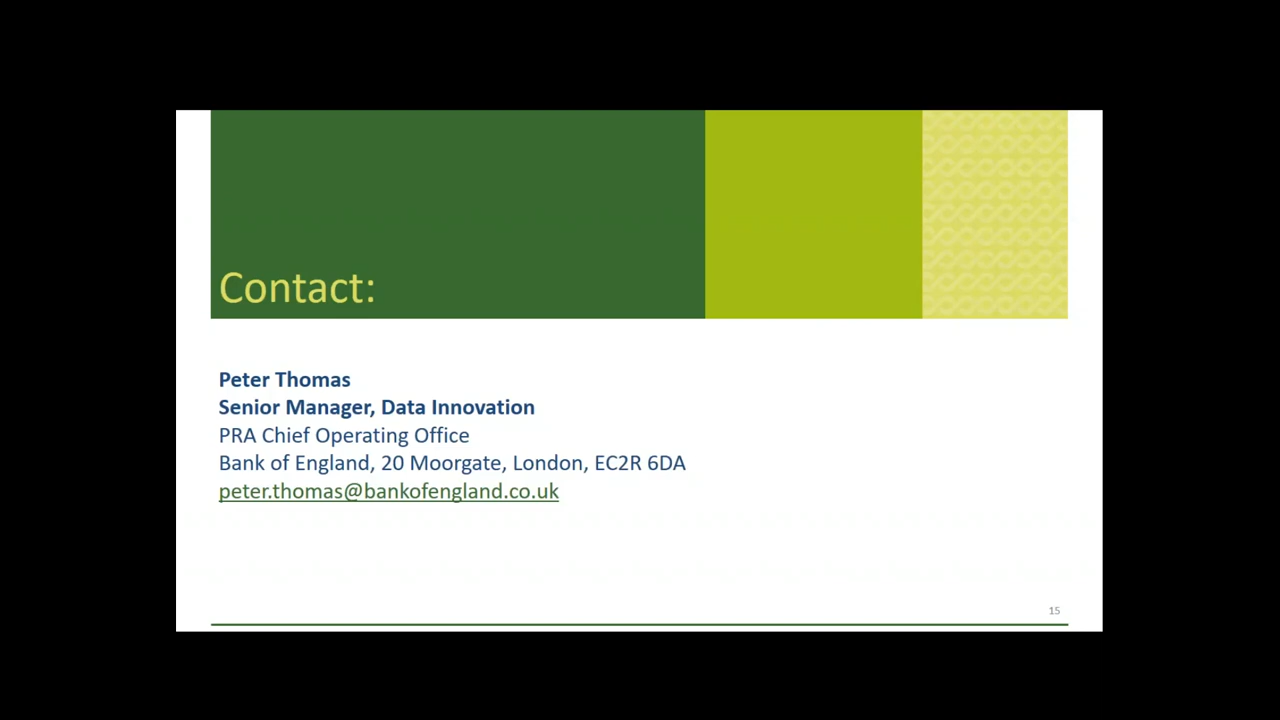 Contact:
Peter Thomas
Senior Manager, Data Innovation
PRA Chief Operating Office
Bank of England, 20 Moorgate, London, EC2R 6DA
peter.thomas@bankofengland.co.uk
15